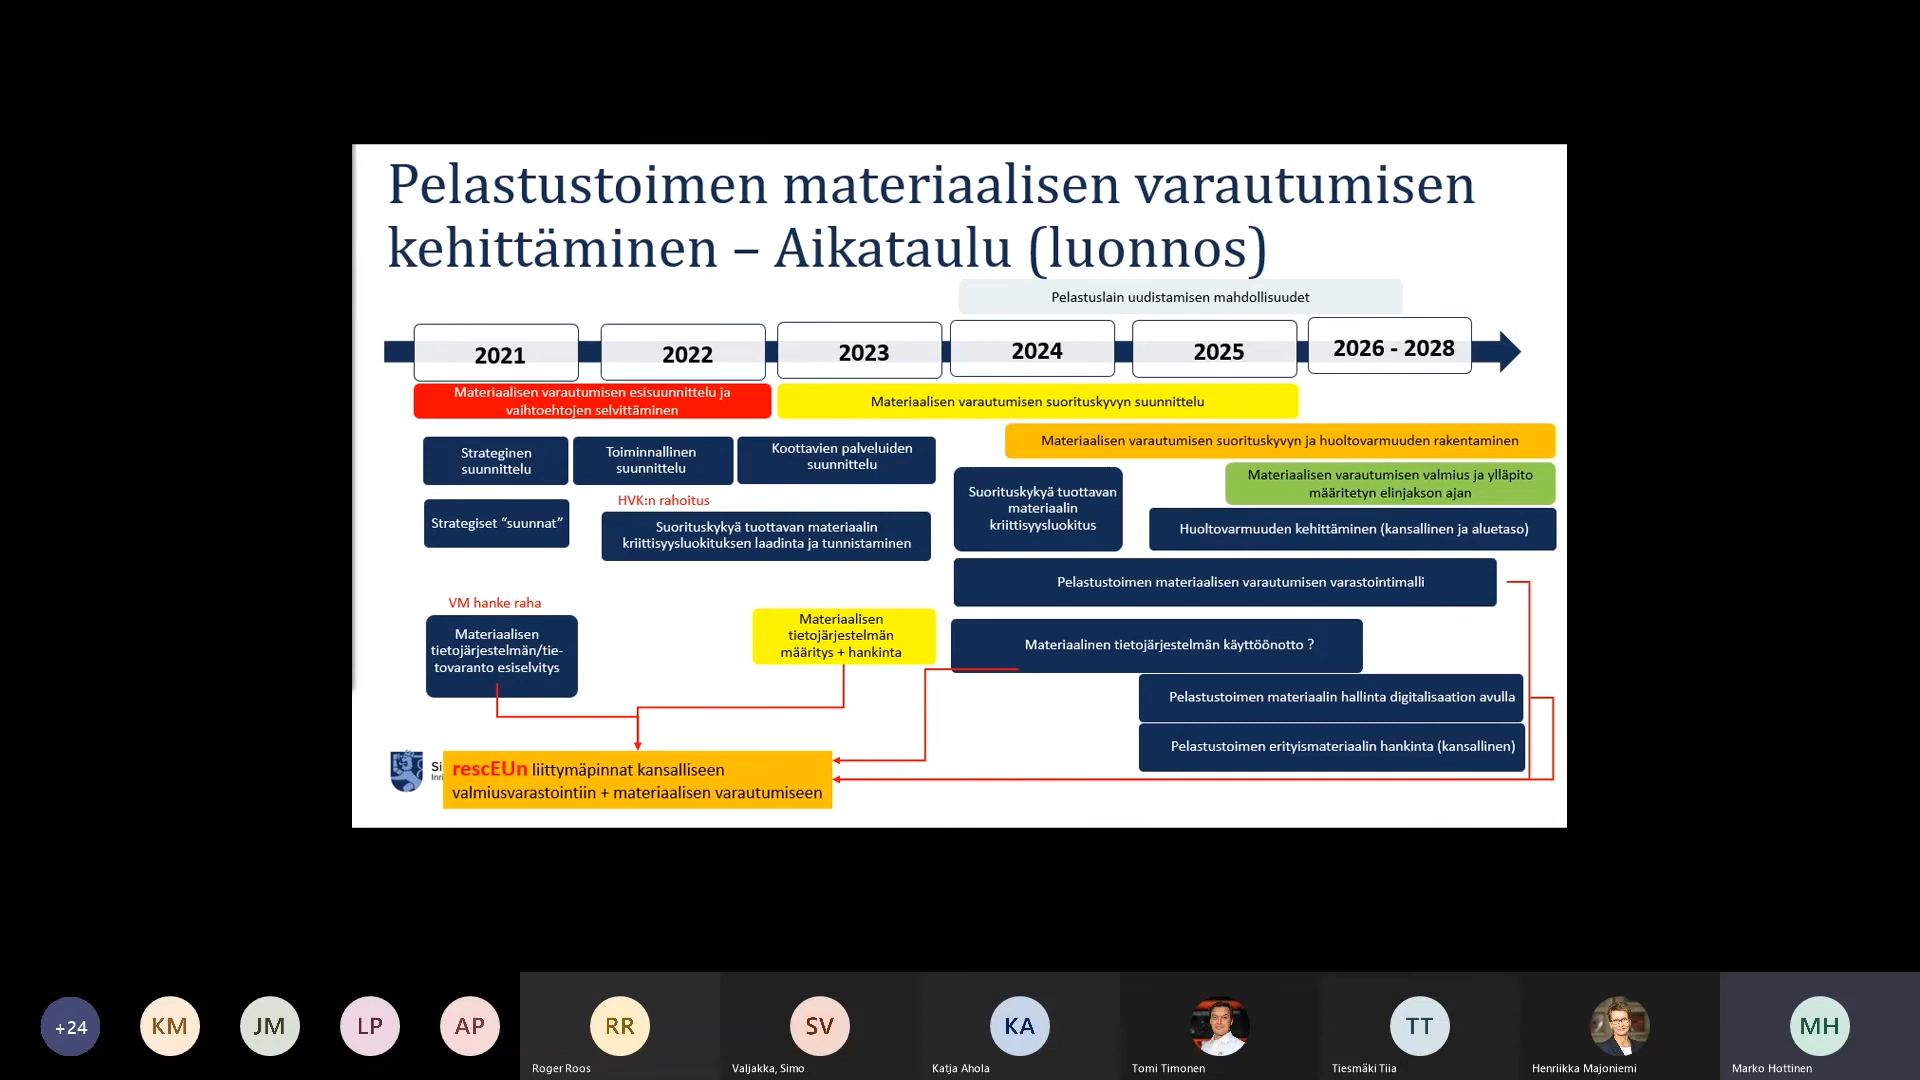 Pelastustoimen materiaalisen varautumisen
kehittäminen – Aikataulu (luonnos)
Pelastuslain uudistamisen mahdollisuudet
2021
2022
2023
2024
2025
2026 - 2028
Materiaalisen varautumisen esisuunnittelu ja
vaihtoehtojen selvittäminen
Materiaalisen varautumisen suorituskyvyn suunnittelu
Materiaalisen varautumisen suorituskyvyn ja huoltovarmuuden rakentaminen
Strateginen
suunnittelu
Toiminnallinen
suunnittelu
Koottavien palveluiden
suunnittelu
Materiaalisen varautumisen valmius ja ylläpito
määritetyn elinjakson ajan
Suorituskykyä tuottavan
materiaalin
kriittisyysluokitus
HVK:n rahoitus
Strategiset “suunnat”
Suorituskykyä tuottavan materiaalin
kriittisyysluokituksen laadinta ja tunnistaminen
Huoltovarmuuden kehittäminen (kansallinen ja aluetaso)
Pelastustoimen materiaalisen varautumisen varastointimalli
VM hanke raha
Materiaalisen
tietojärjestelmän/tie-
tovaranto esiselvitys
Materiaalisen
tietojärjestelmän
määritys + hankinta
Materiaalinen tietojärjestelmän käyttöönotto ?
Pelastustoimen materiaalin hallinta digitalisaation avulla
Pelastustoimen erityismateriaalin hankinta (kansallinen)
rescEUn liittymäpinnat kansalliseen
valmiusvarastointiin + materiaalisen varautumiseen
+24
KM
JM
LP
AP
RR
SV
KA
TT
MH
Roger Roos
Valjakka, Simo
Katja Ahola
Tomi Timonen
Tiesmäki Tiia
Henriikka Majoniemi
Marko Hottinen